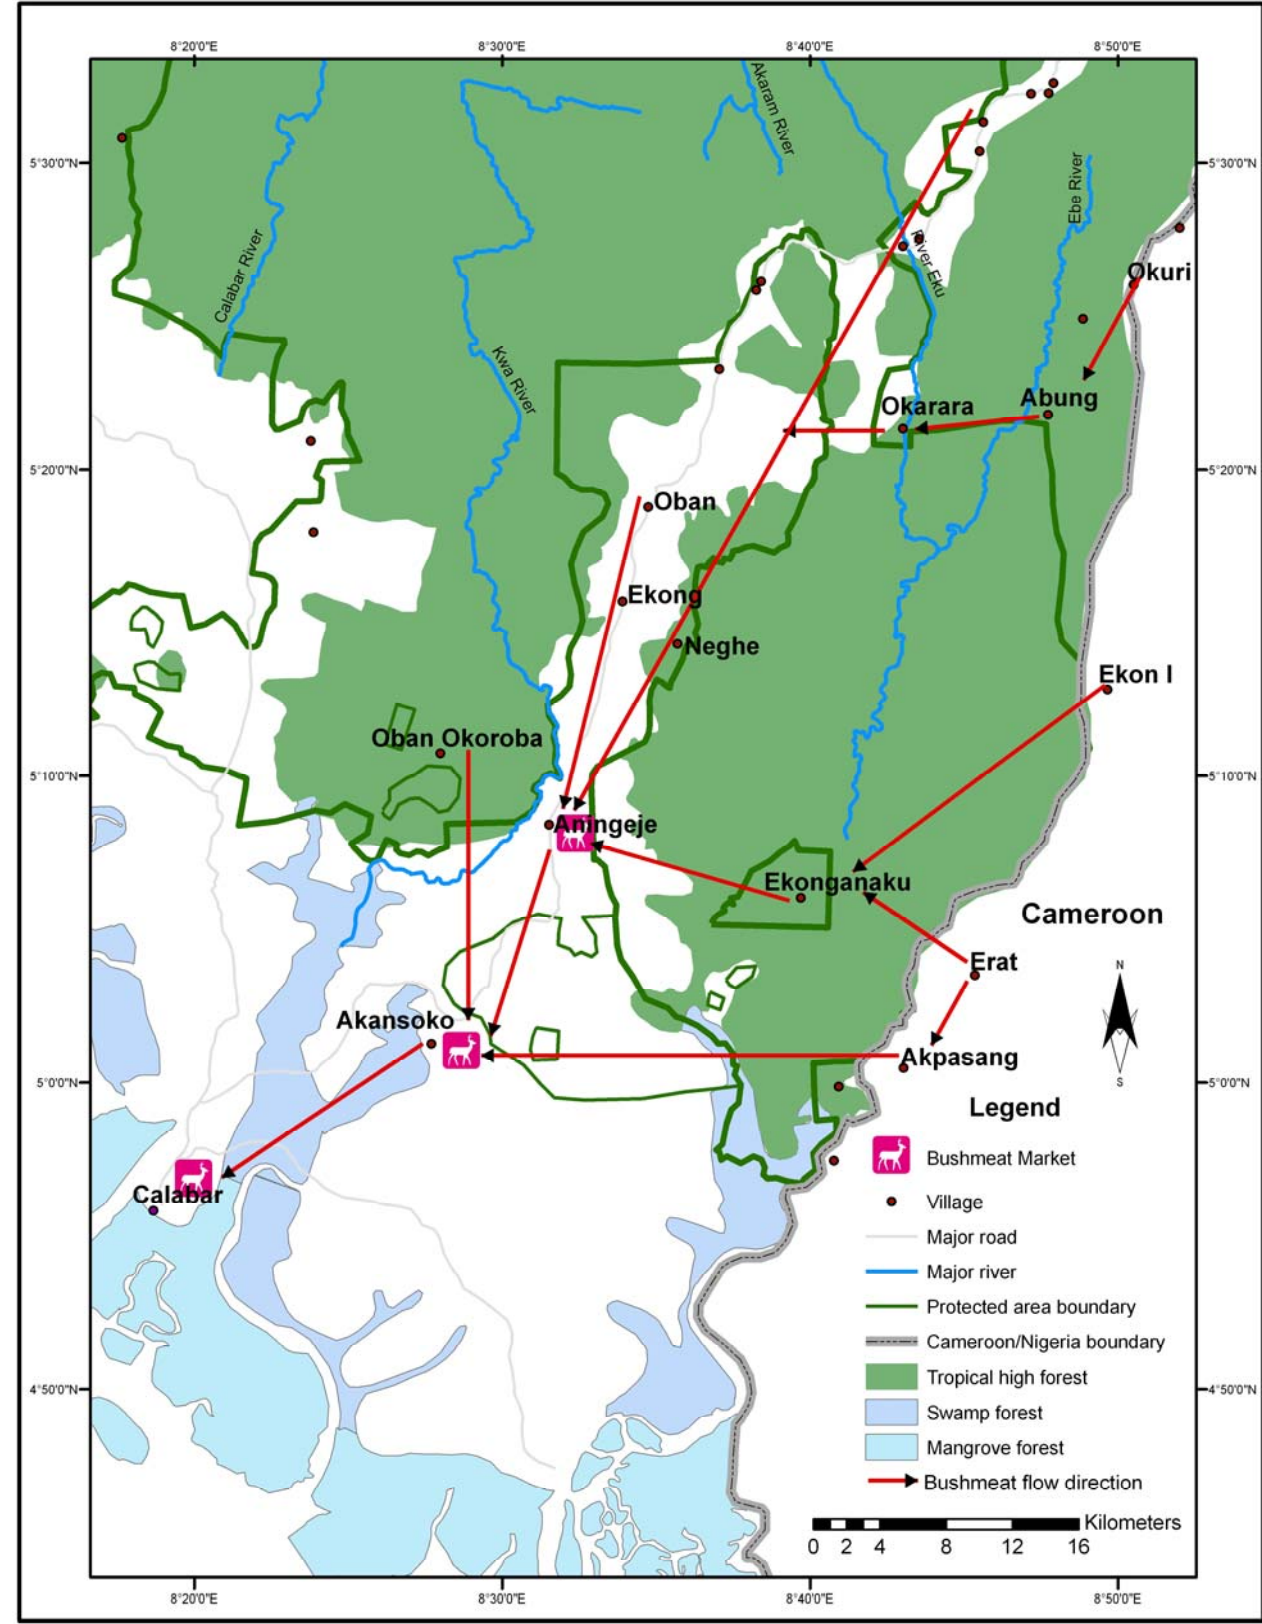 8°20'0"E
8°30'0"E
8°40'0"E
8°50'0"E
5°30'0"N
5°30'0"N
Akaram River
Ebe River
Calabar River
River Eku
Okuri
Kwa River
Abung
Okarara
5°20'0"N
5°20'0"N
Oban
Ekong
Neghe
Ekon I
Oban Okoroba
5°10'0"N
5°10'0"N
Aningeje
Ekonganaku
Cameroon
Erat
N
S
Akansoko
Akpasang
5°0'0"N
5°0'0"N
Calabar
Legend
Bushmeat Market
Village
Major road
Major river
Protected area boundary
Cameroon/Nigeria boundary
Tropical high forest
Swamp forest
Mangrove forest
Bushmeat flow direction
4°50'0"N
4°50'0"N
Kilometers
0 2 4 8 12 16
8°20'0"E
8°30'0"E
8°40'0"E
8°50'0"E